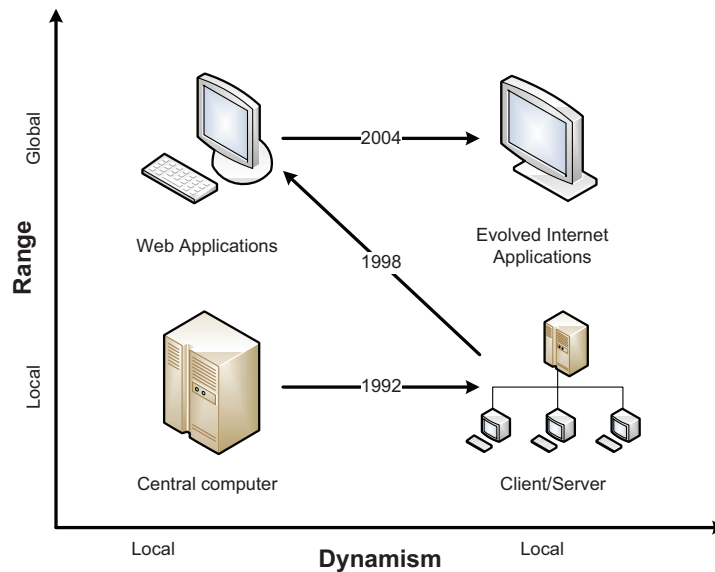 Global
2004
Web Applications
Evolved Internet
Applications
Range
1998
Local
1992
Central computer
Client/Server
Local
Dynamism
Local